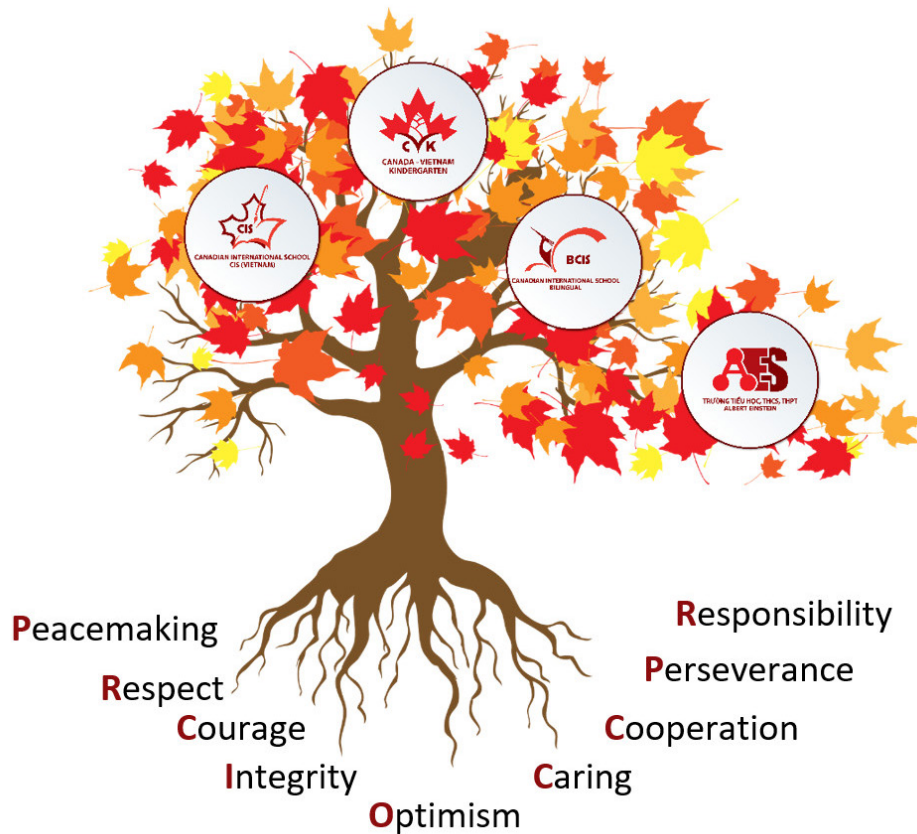 C K
CANADA - VIETNAM
KINDERGARTEN
CIS
CANADIAN INTERNATIONAL SCHOOL
CIS (VIETNAM)
BCIS
CANADIAN INTERNATIONAL SCHOOL
BILINGUAL
AES
TRƯỜNG TIỂU HỌC, THCS, THPT
ALBERT EINSTEIN
Peacemaking
Respect
Courage
Integrity
Optimism
Caring
Cooperation
Perseverance
Responsibility